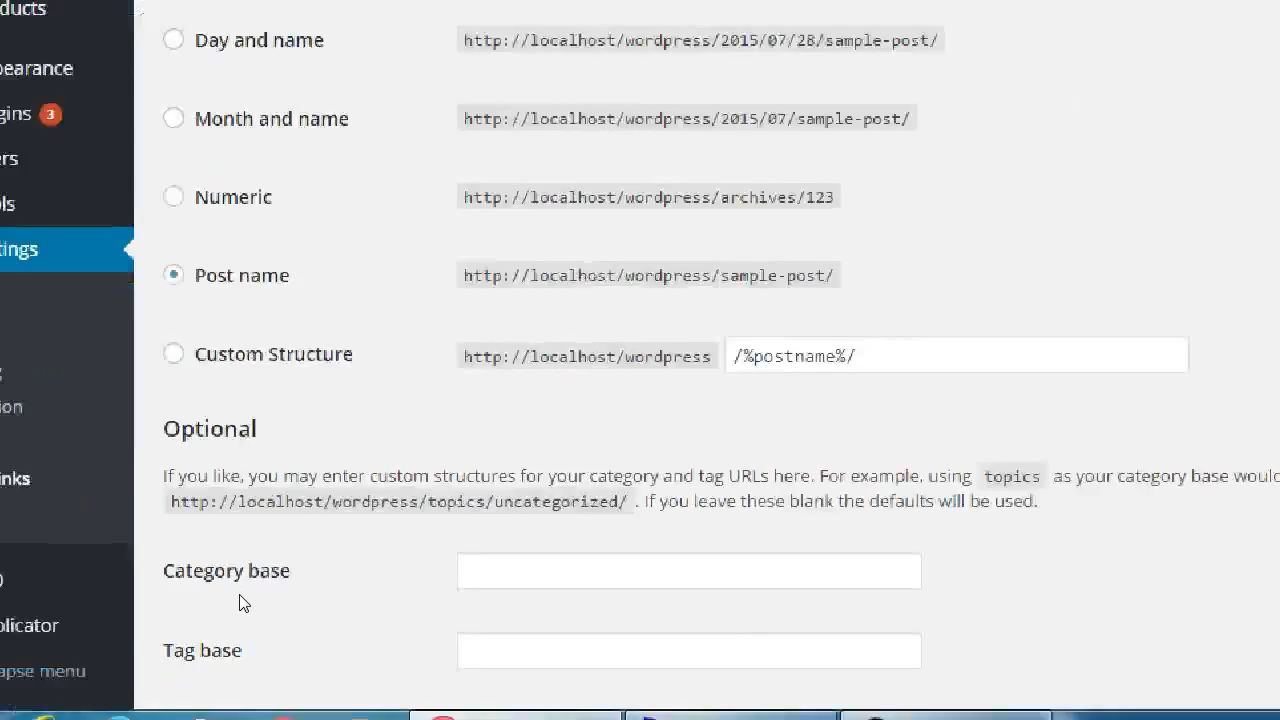 ducts
Day and name http://localhost/wordpress/2015/07/28/sample-post/
pearance
gins 3
Month and name http://localhost/wordpress/2015/07/sample-post/
ers
Numeric http://localhost/wordpress/archives/123
ols
tings
Post name http://localhost/wordpress/sample-post/
Custom Structure http://localhost/wordpress /%postname%/
ion
Optional
inks
If you like, you may enter custom structures for your category and tag URLs here. For example, using topics as your category base would
http://localhost/wordpress/topics/uncategorized/ . If you leave these blank the defaults will be used.
Category base
plicator
Tag base
apse menu